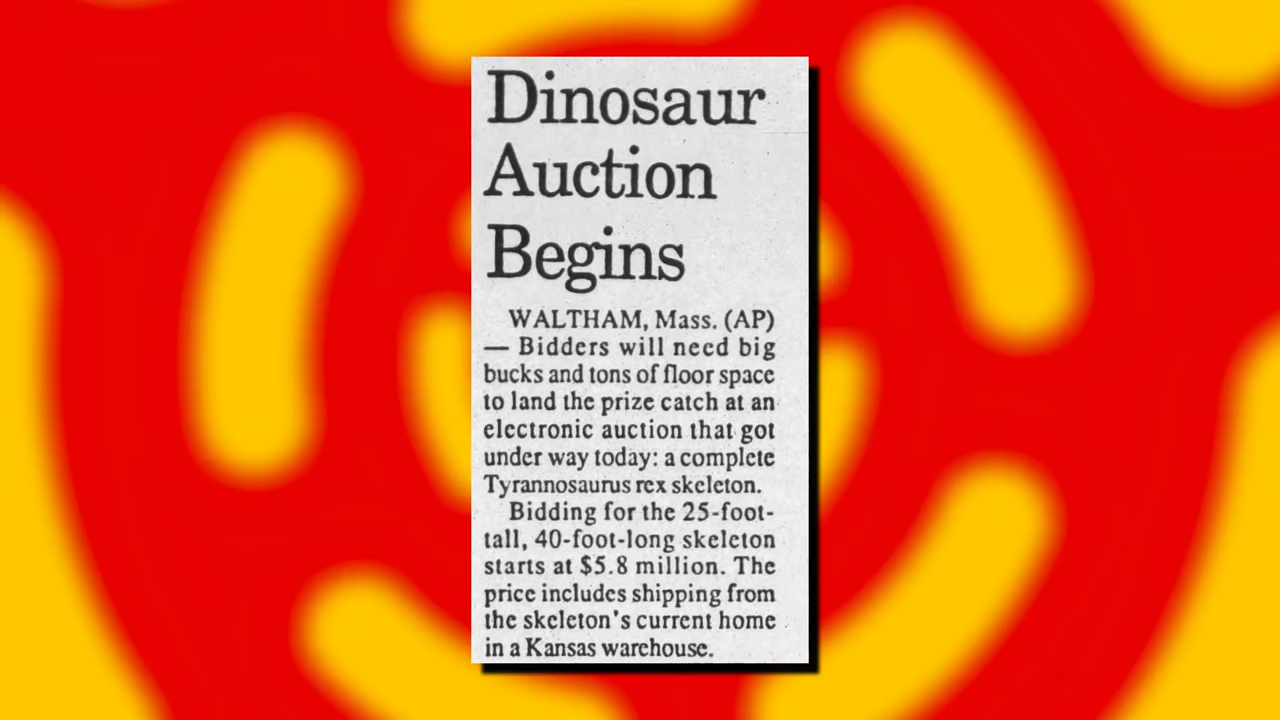 Dinosaur
Auction
Begins
WALTHAM, Mass. (AP)
— Bidders will need big
bucks and tons of floor space
to land the prize catch at an
electronic auction that got
under way today: a complete
Tyrannosaurus rex skeleton.
Bidding for the 25-foot-
tall, 40-foot-long skeleton
starts at $5.8 million. The
price includes shipping from
the skeleton's current home
in a Kansas warehouse.